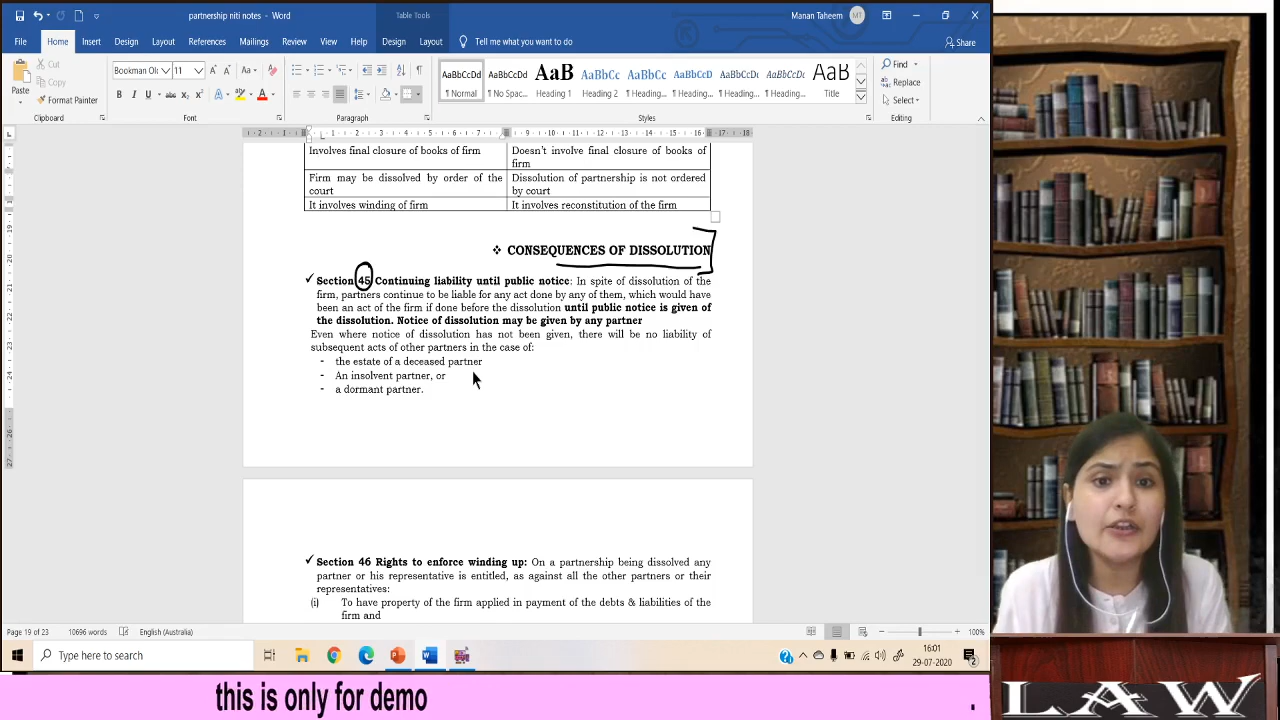 partnership niti notes - Word
Table Tools
Manan Taheem
MT
File Home Insert Design Layout References Mailings Review View Help Design Layout Tell me what you want to do Share
Cut
Copy
Format Painter
Paste
Bookman Ol 11
AaBbCcDd AaBbCcDd AaB AaBbCc AaBbC AaBbCcD AaBbCc AaBbCcD AaB
¶ Normal ¶ No Spac... Heading 1 Heading 2 ¶ Heading... ¶ Heading... ¶ Heading... ¶ Heading... Title
Find
Replace
Select
Clipboard Font Paragraph Styles Editing
Involves final closure of books of firm
Doesn't involve final closure of books of
firm
Firm may be dissolved by order of the
court
Dissolution of partnership is not ordered
by court
It involves winding of firm
It involves reconstitution of the firm
❖ CONSEQUENCES OF DISSOLUTION
✓ Section 45 Continuing liability until public notice: In spite of dissolution of the
firm, partners continue to be liable for any act done by any of them, which would have
been an act of the firm if done before the dissolution until public notice is given of
the dissolution. Notice of dissolution may be given by any partner
Even where notice of dissolution has not been given, there will be no liability of
subsequent acts of other partners in the case of:
- the estate of a deceased partner
- An insolvent partner, or
- a dormant partner.
✓ Section 46 Rights to enforce winding up: On a partnership being dissolved any
partner or his representative is entitled, as against all the other partners or their
representatives:
(i) To have property of the firm applied in payment of the debts & liabilities of the
firm and
Page 19 of 23 10696 words English (Australia) 100%
Type here to search
16:01
29-07-2020
2
this is only for demo
.
LAW